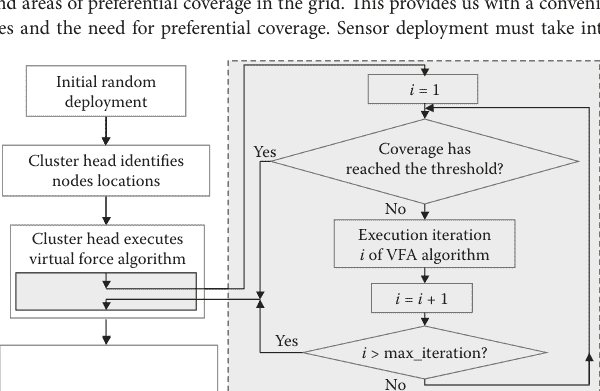 nd areas of preferential coverage in the grid. This provides us with a conveni
es and the need for preferential coverage. Sensor deployment must take int
Initial random
deployment
Cluster head identifies
nodes locations
Cluster head executes
virtual force algorithm
i = 1
Coverage has
reached the threshold?
Yes
No
Execution iteration
i of VFA algorithm
i = i + 1
i > max_iteration?
Yes
No